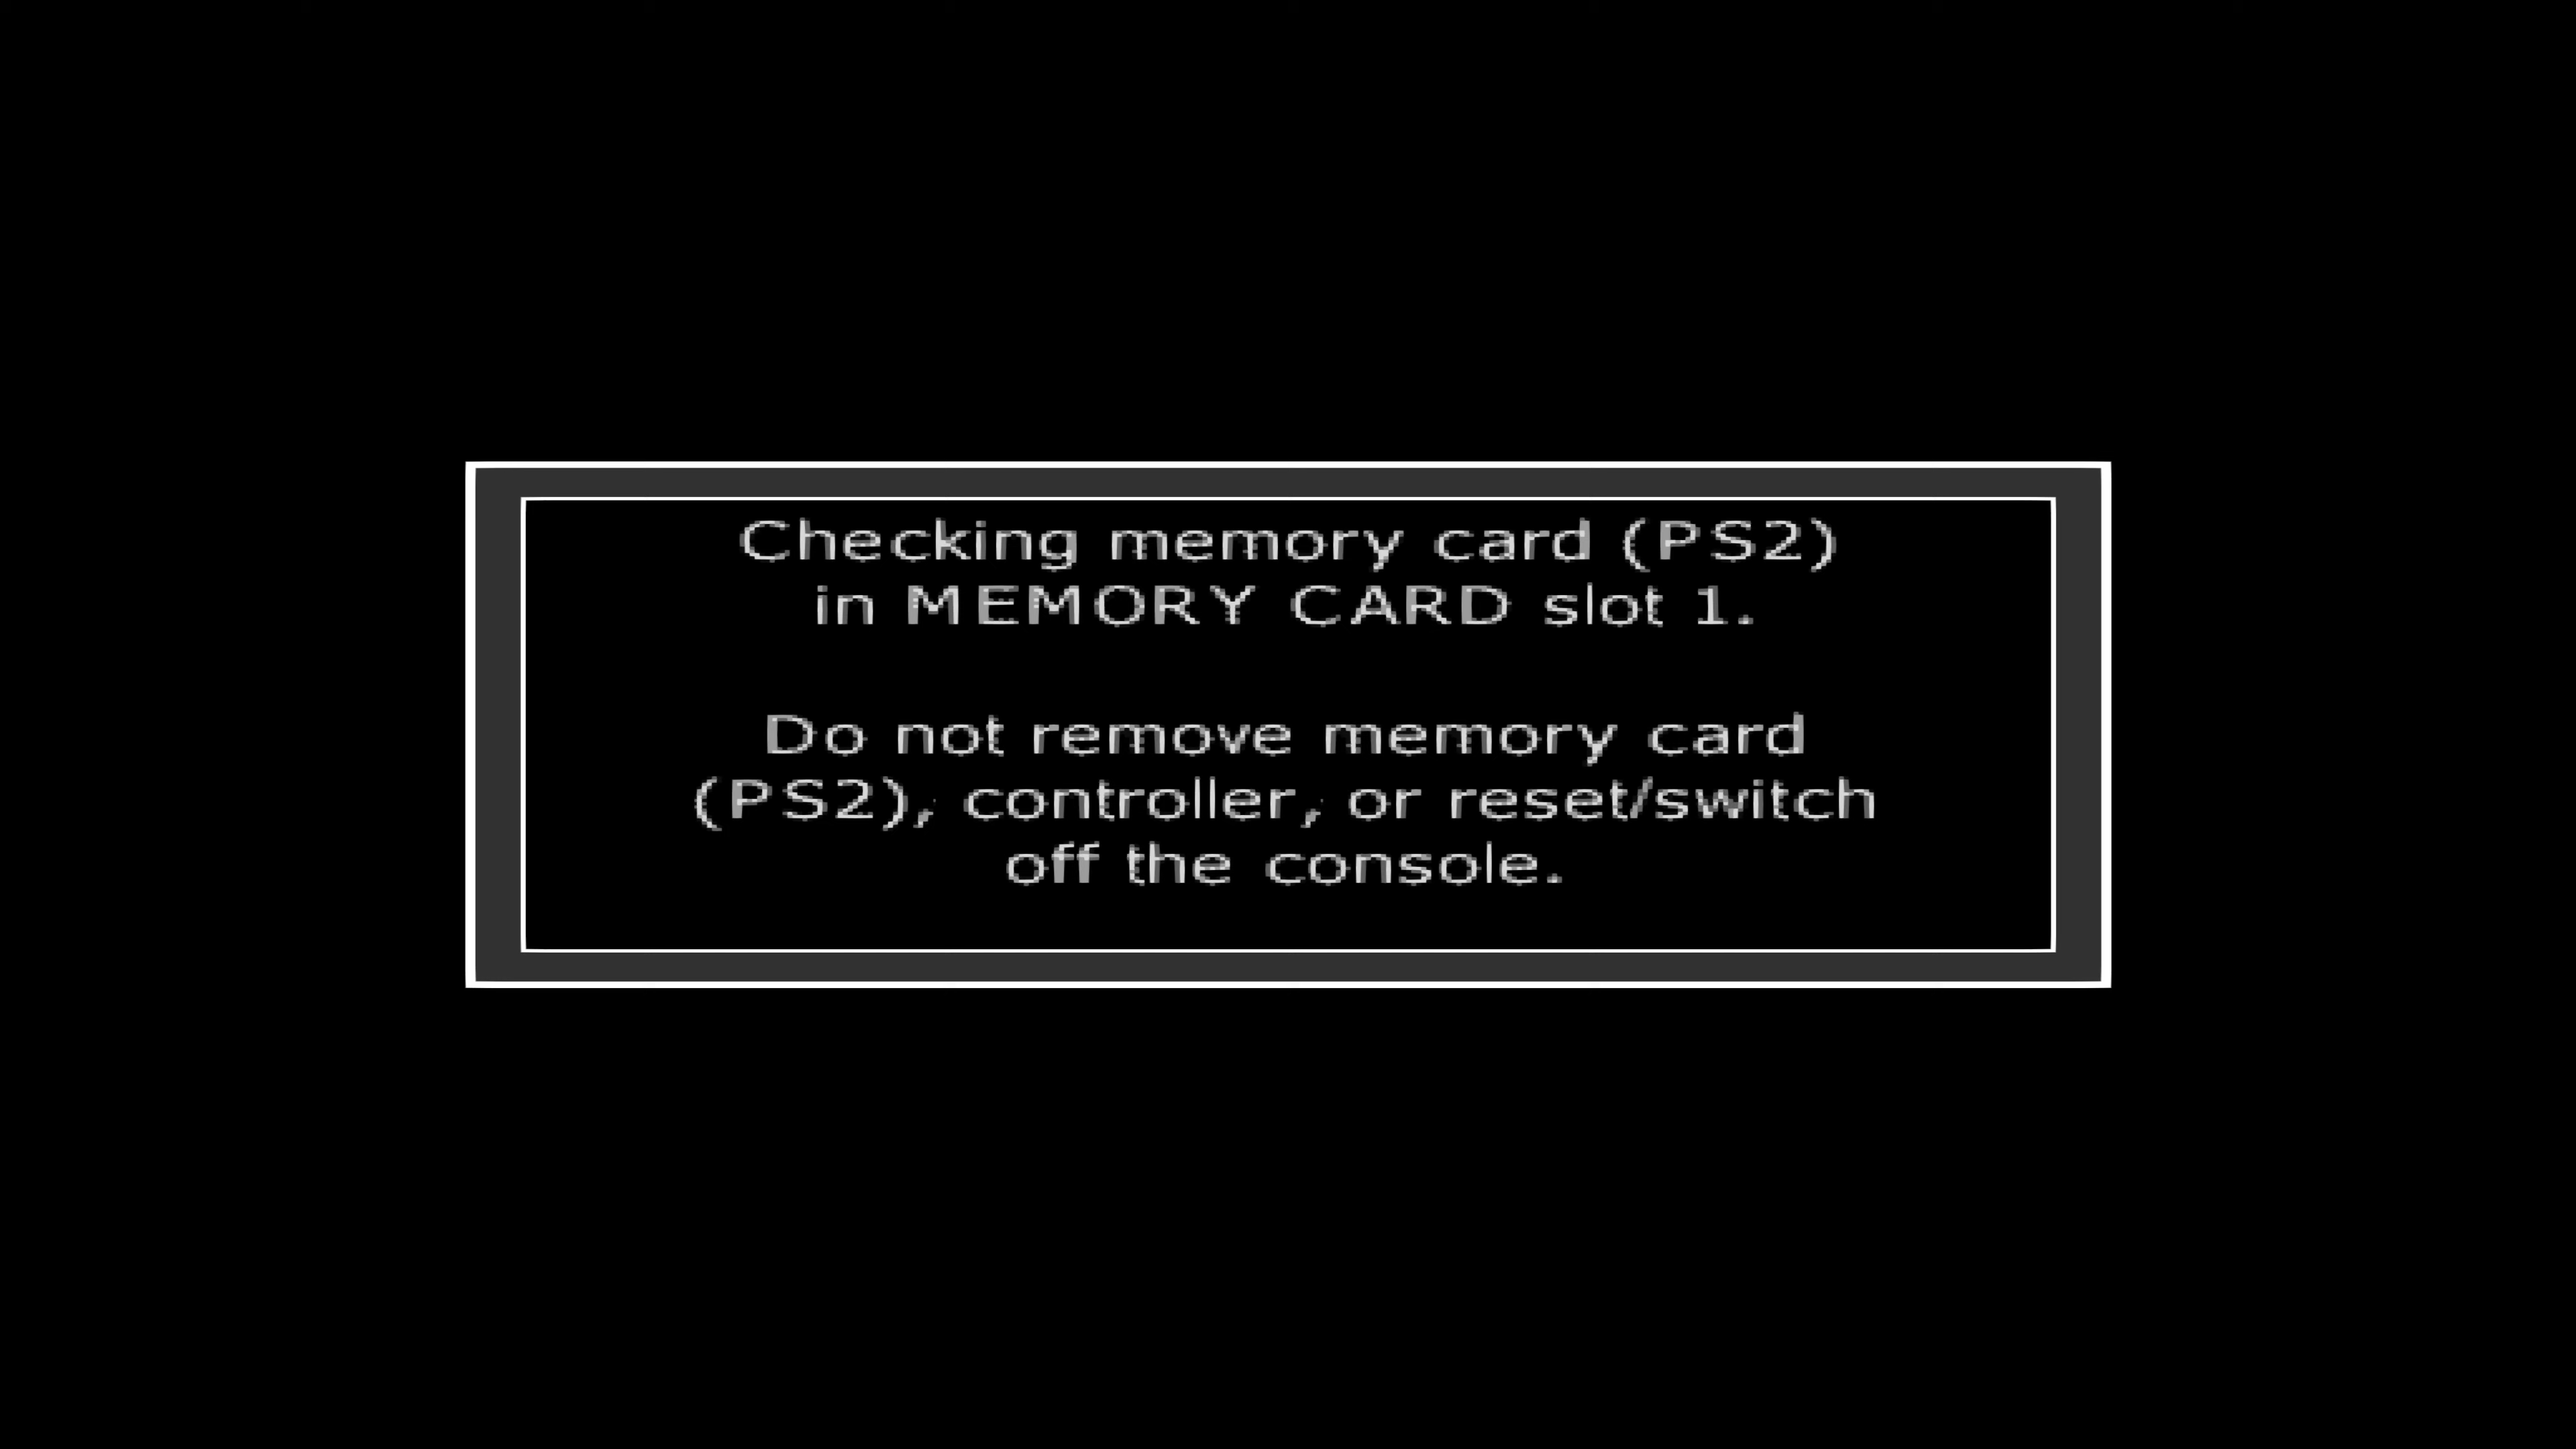 Checking memory card (PS2)
in MEMORY CARD slot 1.
Do not remove memory card
(PS2), controller, or reset/switch
off the console.